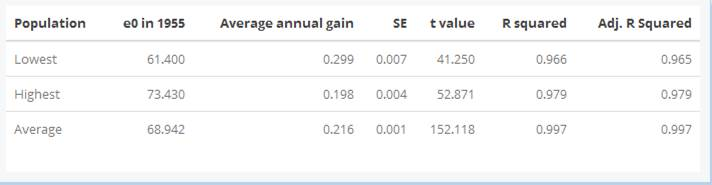 Population e0 in 1955 Average annual gain SE t value R squared Adj. R Squared
Lowest 61.400 0.299 0.007 41.250 0.966 0.965
Highest 73.430 0.198 0.004 52.871 0.979 0.979
Average 68.942 0.216 0.001 152.118 0.997 0.997